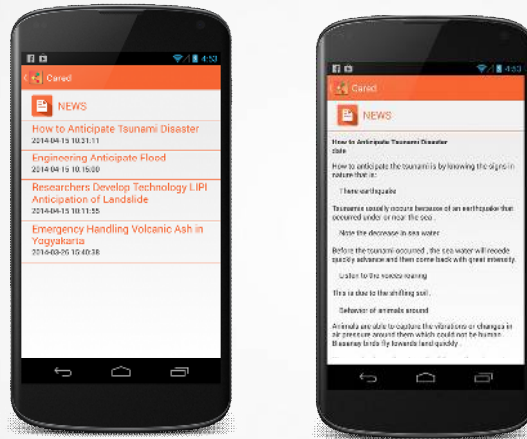 4:53
Cared
NEWS
How to Anticipate Tsunami Disaster
2014-04-15 10:31:11
Engineering Anticipate Flood
2014-04-15 10:15:00
Researchers Develop Technology LIPI
Anticipation of Landslide
2014-04-15 10:11:55
Emergency Handling Volcanic Ash in
Yogyakarta
2014-03-26 15:40:38
4:53
Cared
NEWS
How to Anticipate Tsunami Disaster
date
How to anticipate the tsunami is by knowing the signs in
nature that is:
There earthquake
Tsunamis usually occurs because of an earthquake that
occurred under or near the sea .
Note the decrease in sea water
Before the tsunami occurred , the sea water will recede
quickly advance and then come back with great intensity.
Listen to the voices roaring
This is due to the shifting soil .
Behavior of animals around
Animals are able to capture the vibrations or changes in
air pressure around them which could not be human .
birds fly towards land quickly .